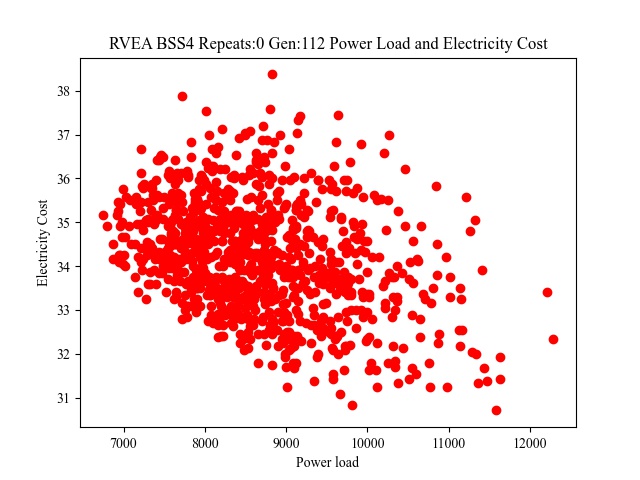 RVEA BSS4 Repeats:0 Gen:112 Power Load and Electricity Cost
38
37
36
35
34
33
32
31
Electricity Cost
7000 8000 9000 10000 11000 12000
Power load